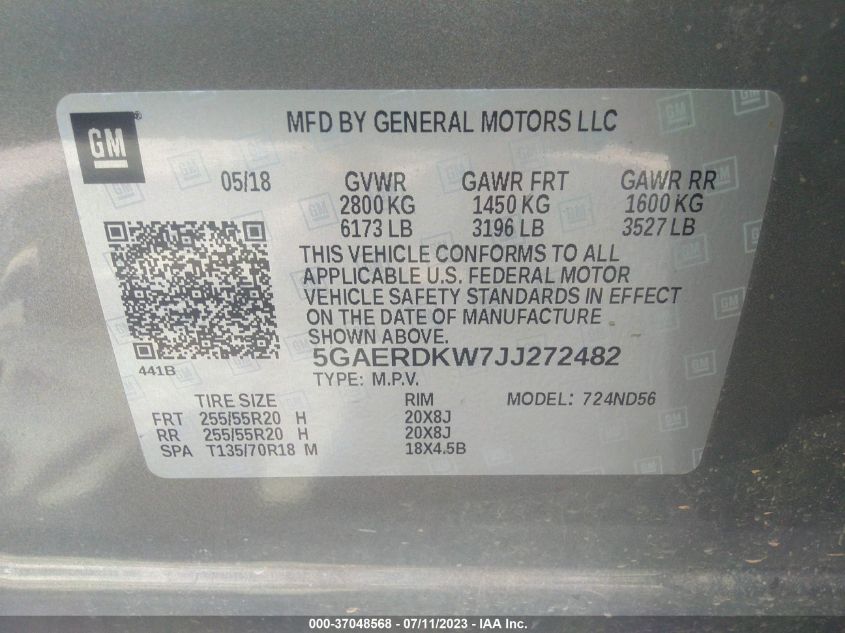 GM
MFD BY GENERAL MOTORS LLC
05/18 GVWR GAWR FRT GAWR RR
2800 KG 1450 KG 1600 KG
6173 LB 3196 LB 3527 LB
THIS VEHICLE CONFORMS TO ALL
APPLICABLE U.S. FEDERAL MOTOR
VEHICLE SAFETY STANDARDS IN EFFECT
ON THE DATE OF MANUFACTURE
SHOWN ABOVE.
441B
5GAERDKW7JJ272482
TYPE: M.P.V.
TIRE SIZE RIM MODEL: 724ND56
FRT 255/55R20 H 20X8J
RR 255/55R20 H 20X8J
SPA T135/70R18 M 18X4.5B
000-37048568 - 07/11/2023 - IAA Inc.